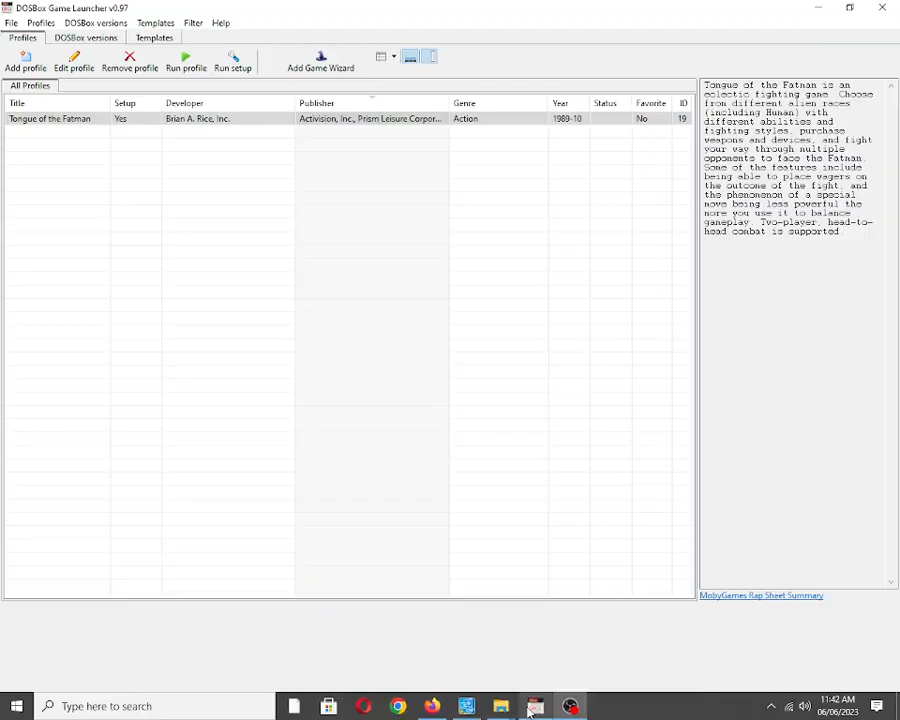 DOSBox Game Launcher v0.97
File Profiles DOSBox versions Templates Filter Help
Profiles DOSBox versions Templates
Add profile Edit profile Remove profile Run profile Run setup Add Game Wizard
All Profiles
Title Setup Developer Publisher Genre Year Status Favorite ID
Tongue of the Fatman Yes Brian A. Rice, Inc. Activision, Inc., Prism Leisure Corpor... Action 1989-10 No 19
Tongue of the Fatman is an
eclectic fighting game. Choose
from different alien races
(including Human) with
different abilities and
fighting styles, purchase
weapons and devices, and fight
your way through multiple
opponents to face the Fatman.
Some of the features include
being able to place wagers on
the outcome of the fight, and
the phenomenon of a special
move being less powerful the
more you use it to balance
gameplay. Two-player, head-to-
head combat is supported.
MobyGames Rap Sheet Summary
Type here to search
11:42 AM
06/06/2023